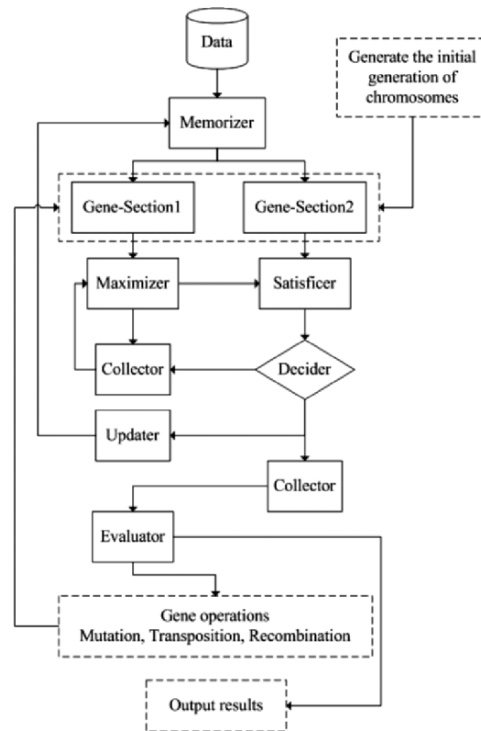 Data
Generate the initial
generation of
chromosomes
Memorizer
Gene-Section1
Gene-Section2
Maximizer
Satisficer
Collector
Decider
Updater
Collector
Evaluator
Gene operations
Mutation, Transposition, Recombination
Output results